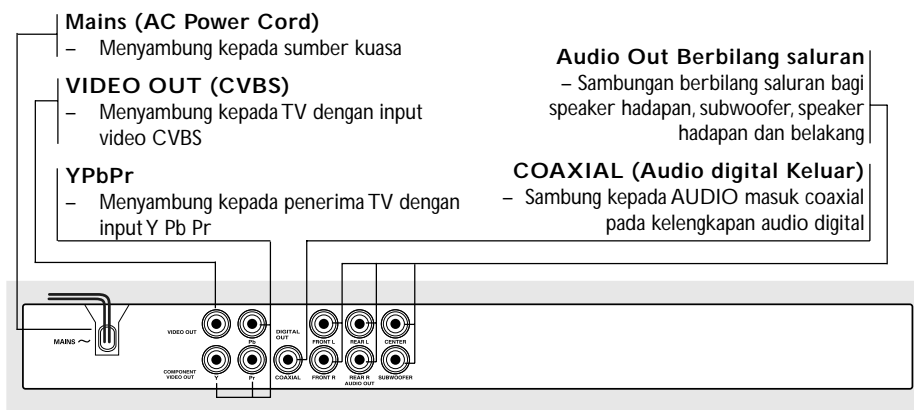 Mains (AC Power Cord)
– Menyambung kepada sumber kuasa
VIDEO OUT (CVBS)
– Menyambung kepada TV dengan input
video CVBS
YPbPr
– Menyambung kepada penerima TV dengan
input Y Pb Pr
Audio Out Berbilang saluran
– Sambungan berbilang saluran bagi
speaker hadapan, subwoofer, speaker
hadapan dan belakang
COAXIAL (Audio digital Keluar)
– Sambung kepada AUDIO masuk coaxial
pada kelengkapan audio digital
MAINS ~
VIDEO OUT
Pb
DIGITAL
OUT
FRONT L
REAR L
CENTER
COMPONENT
VIDEO OUT
Y
Pr
COAXIAL
FRONT R
REAR R
AUDIO OUT
SUBWOOFER